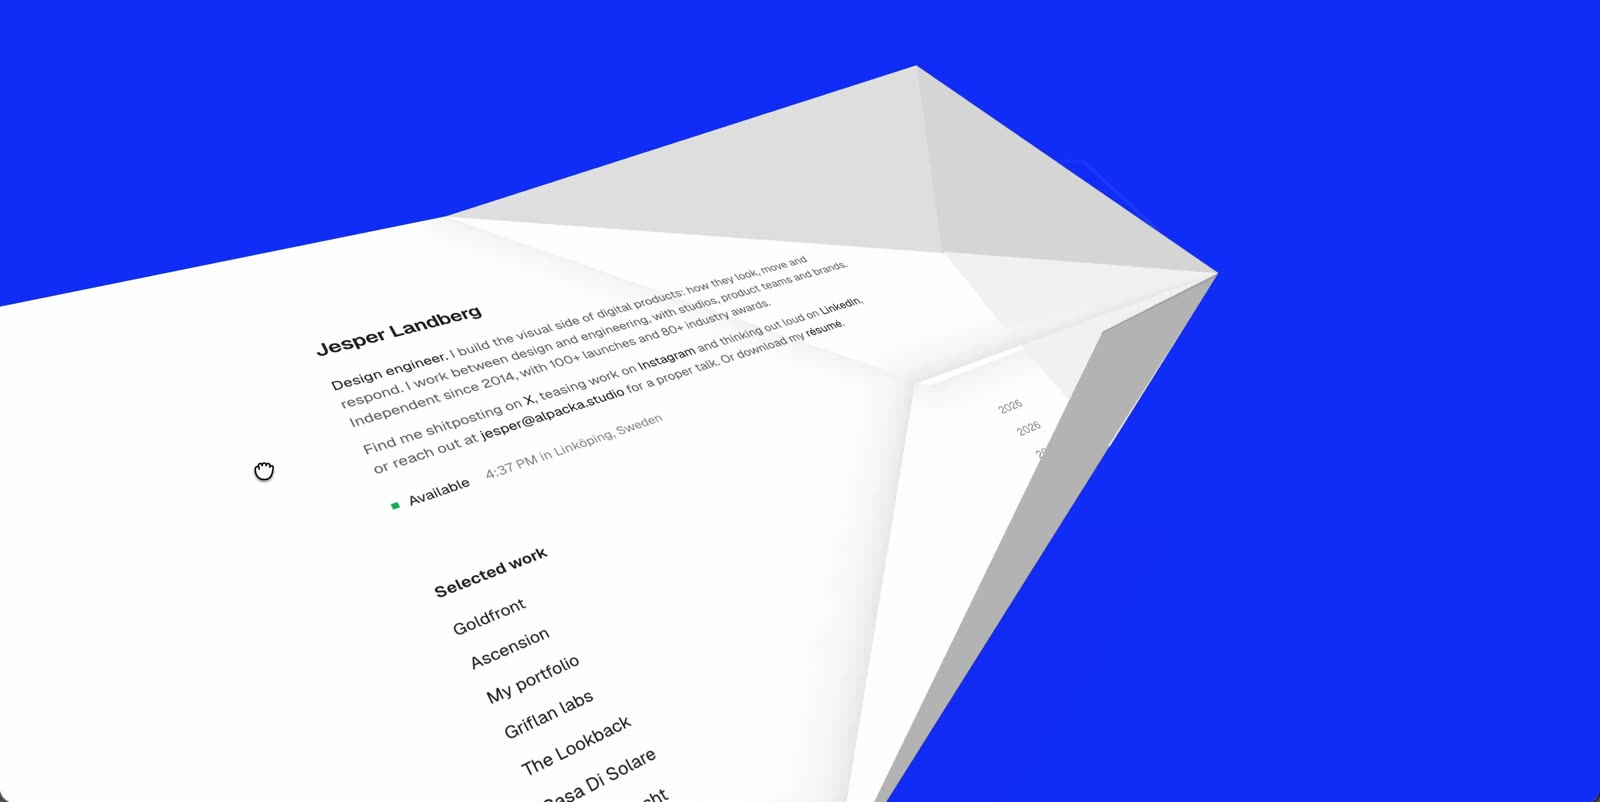 Jesper Landberg
Design engineer. I build the visual side of digital products: how they look, move and
respond. I work between design and engineering, with studios, product teams and brands.
Independent since 2014, with 100+ launches and 80+ industry awards.
Find me shitposting on X, teasing work on Instagram and thinking out loud on LinkedIn,
or reach out at jesper@alpacka.studio for a proper talk. Or download my résumé.
Available 4:37 PM in Linköping, Sweden
Selected work
Goldfront 2026
Ascension 2026
My portfolio
Griflan labs
The Lookback
Casa Di Solare